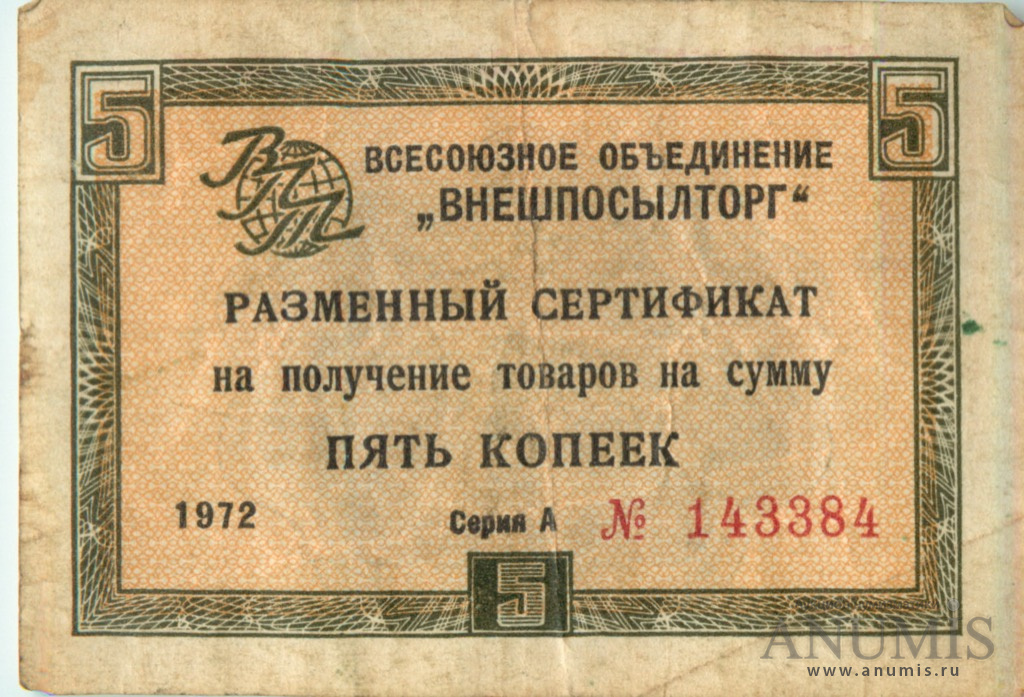 5 5
ВПТ
ВСЕСОЮЗНОЕ ОБЪЕДИНЕНИЕ
„ВНЕШПОСЫЛТОРГ“
РАЗМЕННЫЙ СЕРТИФИКАТ
на получение товаров на сумму
ПЯТЬ КОПЕЕК
1972 Серия А № 143384
5
ANUMIS
www.anumis.ru